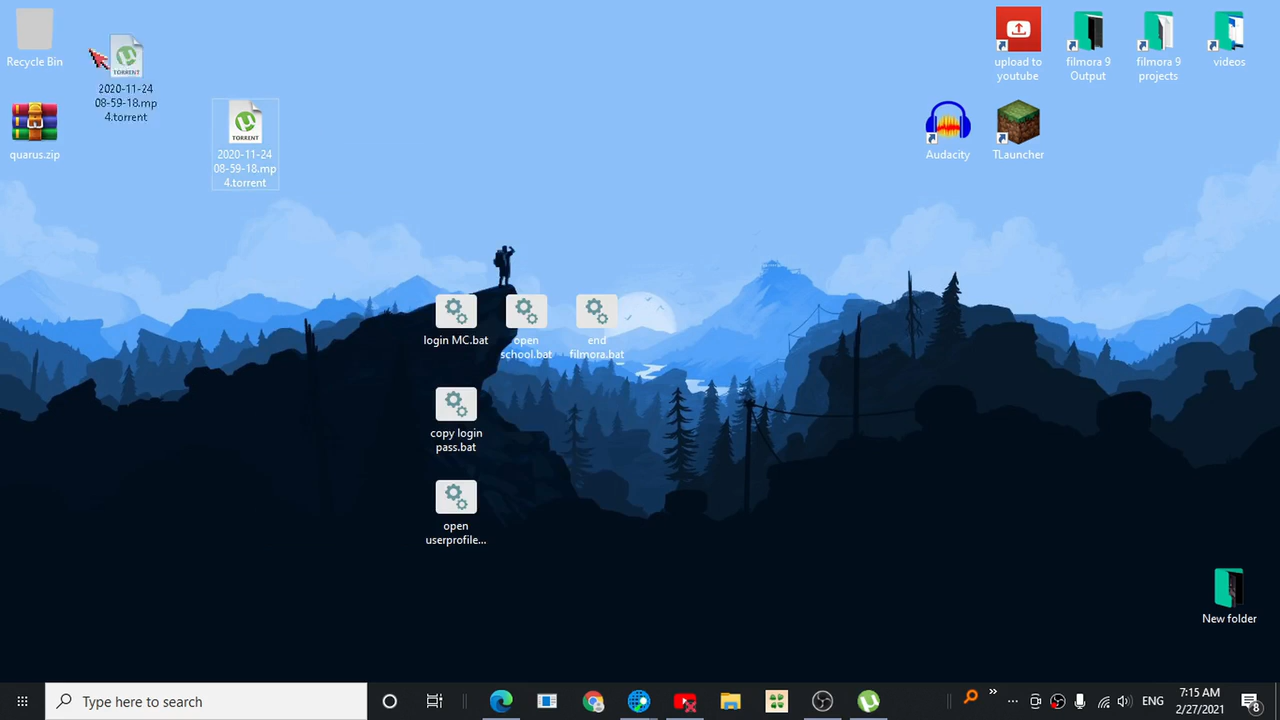 Recycle Bin
TORRENT
2020-11-24
08-59-18.mp
4.torrent
quarus.zip
TORRENT
2020-11-24
08-59-18.mp
4.torrent
upload to
youtube
filmora 9
Output
filmora 9
projects
videos
Audacity
TLauncher
login MC.bat
open
school.bat
end
filmora.bat
copy login
pass.bat
open
userprofile...
New folder
Type here to search
ENG
7:15 AM
2/27/2021
8